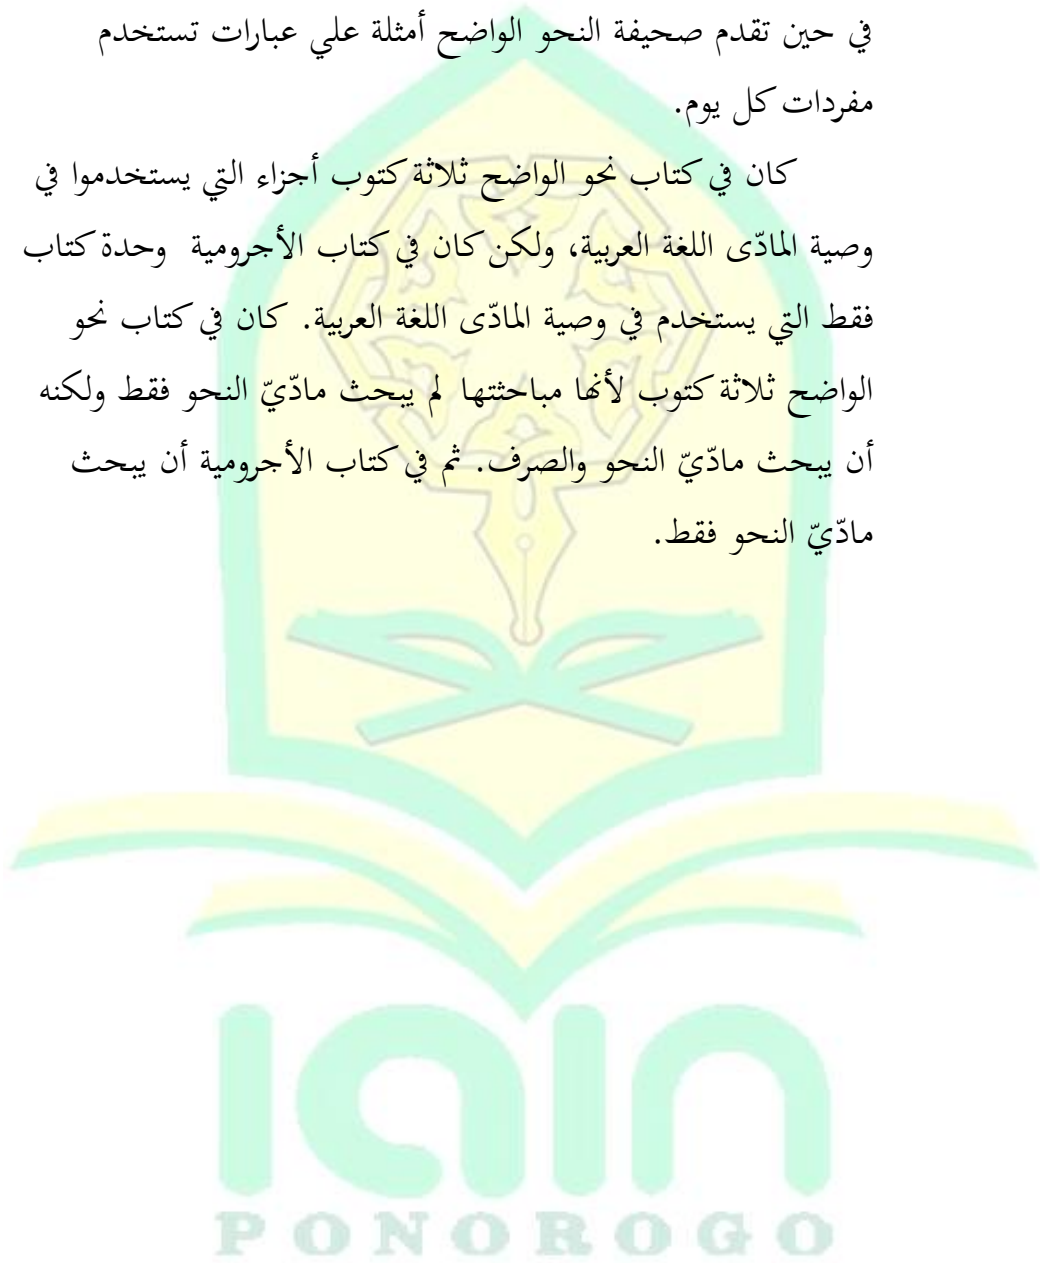 في حين تقدم صحيفة النحو الواضح أمثلة علي عبارات تستخدم
مفردات كل يوم.
كان في كتاب نحو الواضح ثلاثة كتوب أجزاء التي يستخدموا في
وصية المادّى اللغة العربية، ولكن كان في كتاب الأجرومية وحدة كتاب
فقط التي يستخدم في وصية المادّى اللغة العربية. كان في كتاب نحو
الواضح ثلاثة كتوب لأنها مباحثتها لم يبحث مادّيّ النحو فقط ولكنه
أن يبحث مادّيّ النحو والصرف. ثم في كتاب الأجرومية أن يبحث
مادّيّ النحو فقط.
iain
PONOROGO